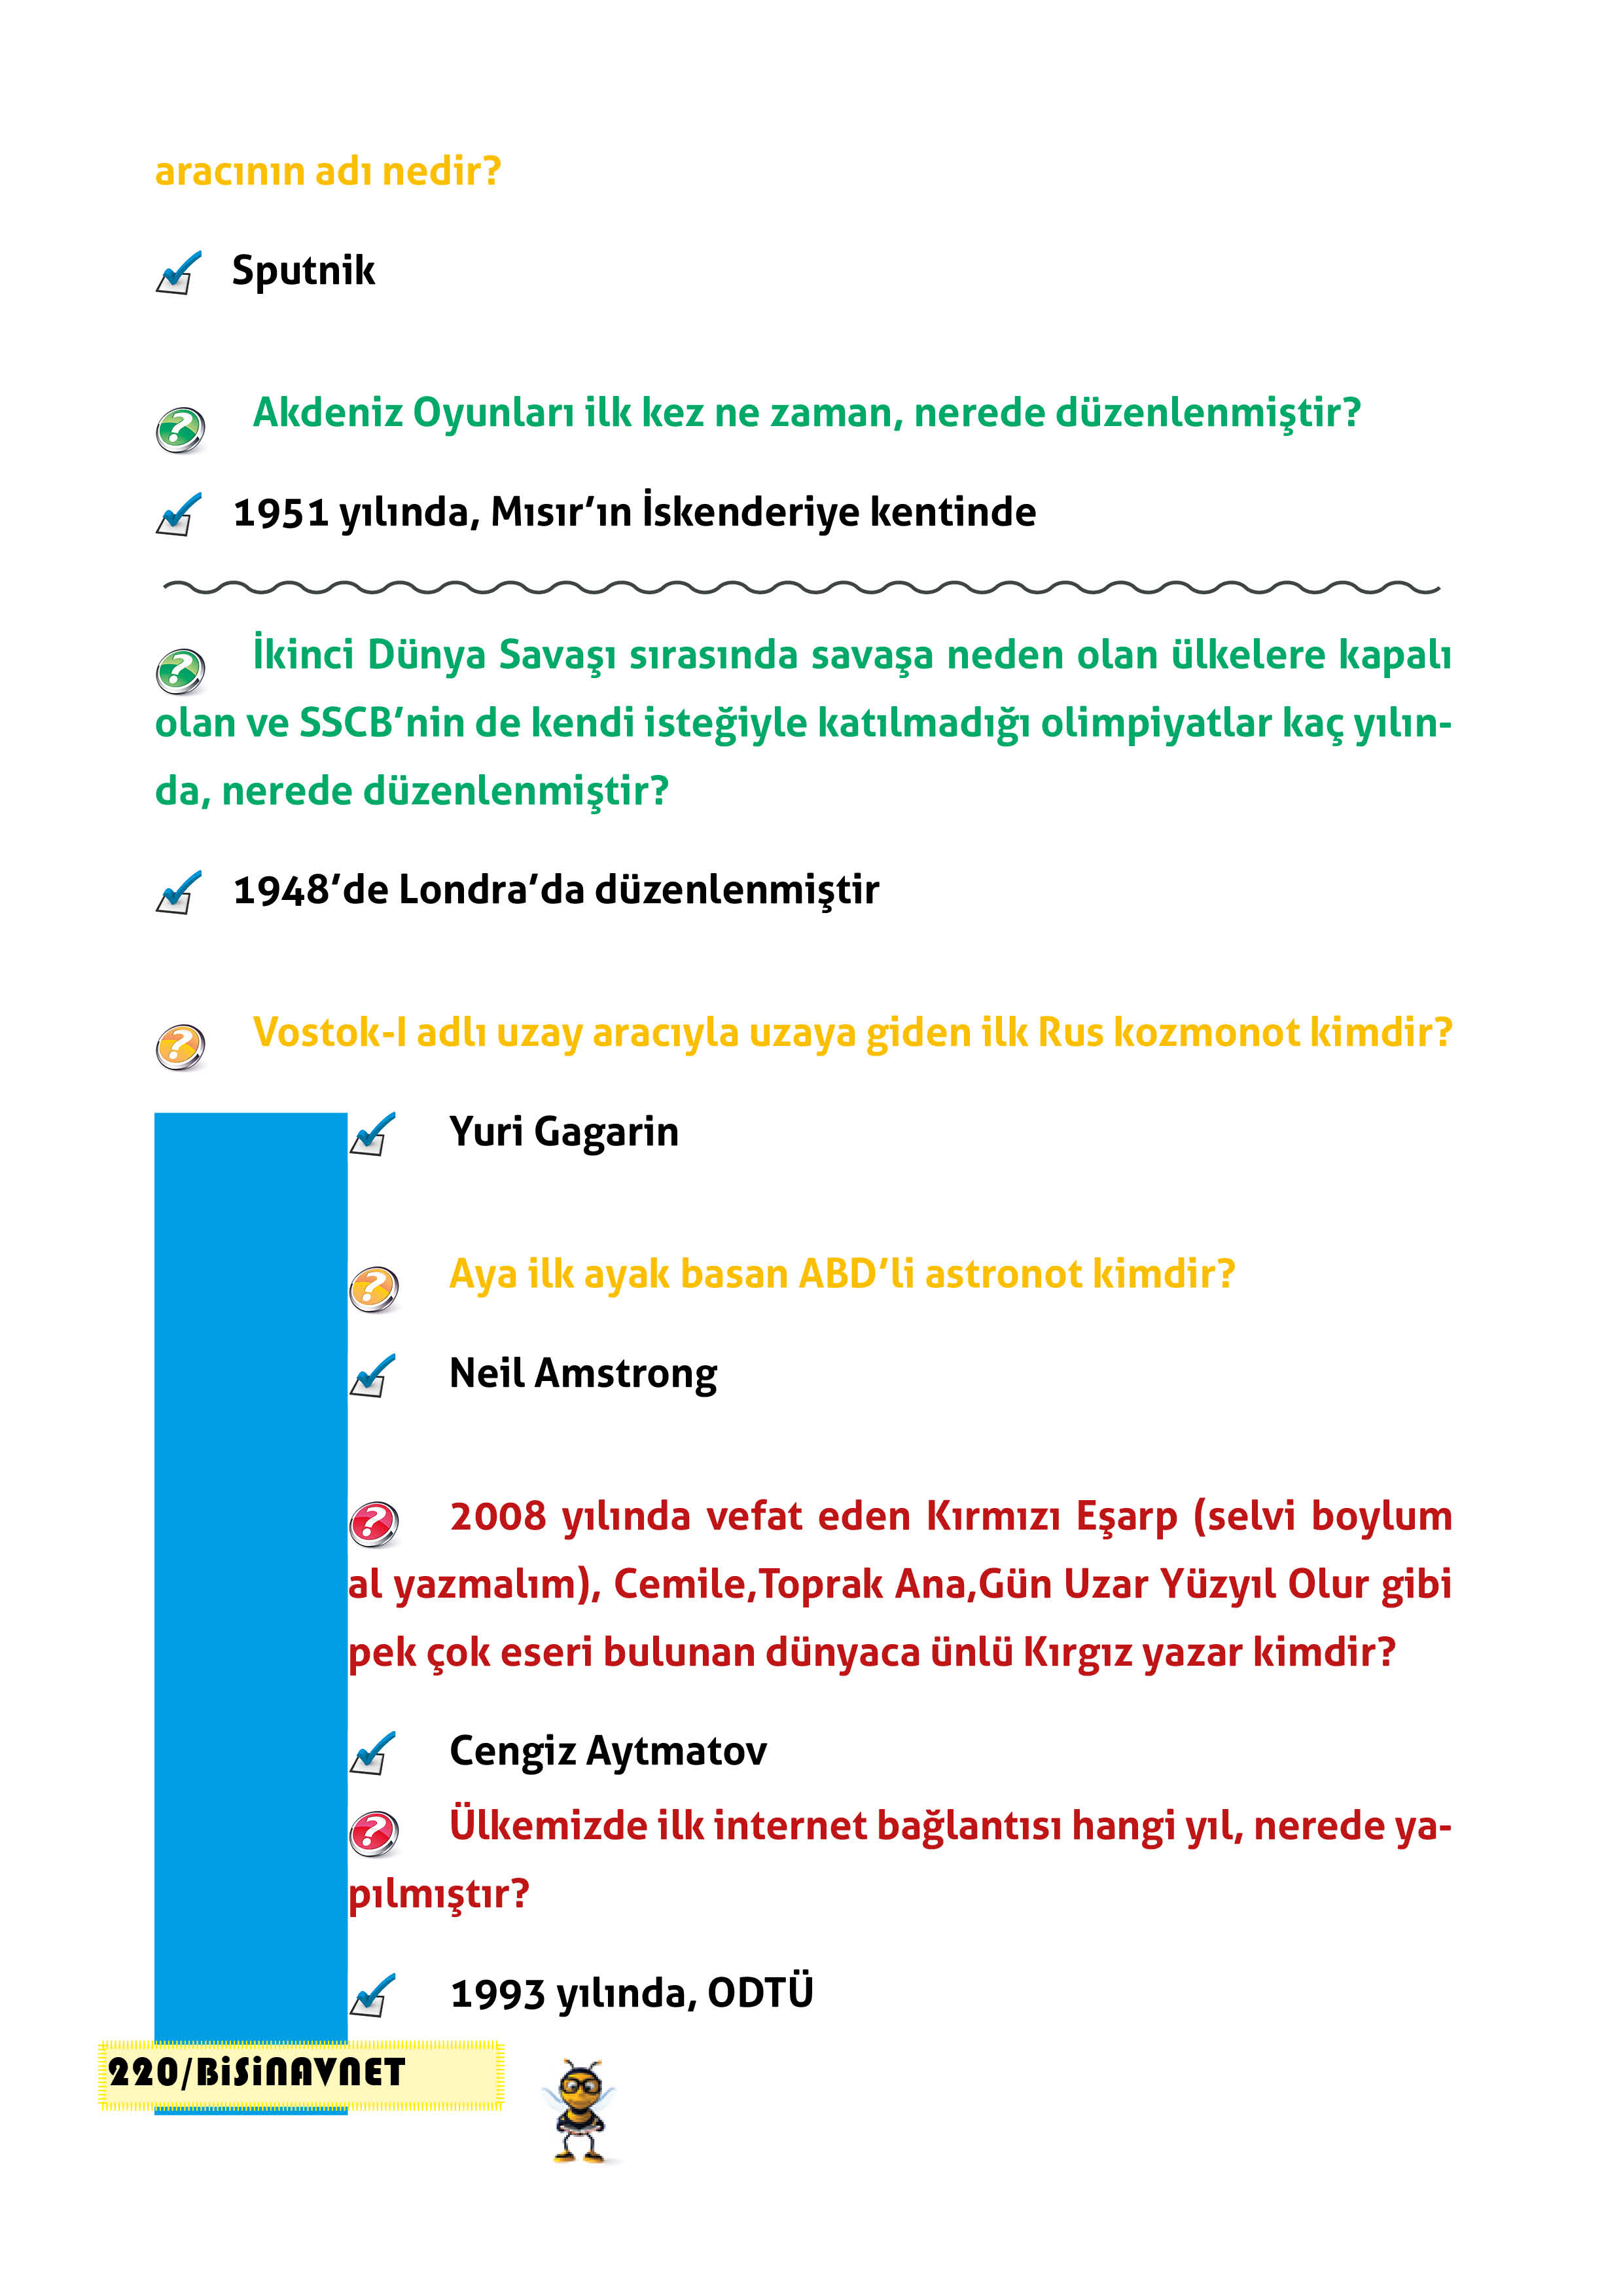 aracının adı nedir?
Sputnik
Akdeniz Oyunları ilk kez ne zaman, nerede düzenlenmiştir?
1951 yılında, Mısır’ın İskenderiye kentinde
İkinci Dünya Savaşı sırasında savaşa neden olan ülkelere kapalı
olan ve SSCB’nin de kendi isteğiyle katılmadığı olimpiyatlar kaç yılın-
da, nerede düzenlenmiştir?
1948’de Londra’da düzenlenmiştir
Vostok-I adlı uzay aracıyla uzaya giden ilk Rus kozmonot kimdir?
Yuri Gagarin
Aya ilk ayak basan ABD’li astronot kimdir?
Neil Amstrong
2008 yılında vefat eden Kırmızı Eşarp (selvi boylum
al yazmalım), Cemile,Toprak Ana,Gün Uzar Yüzyıl Olur gibi
pek çok eseri bulunan dünyaca ünlü Kırgız yazar kimdir?
Cengiz Aytmatov
Ülkemizde ilk internet bağlantısı hangi yıl, nerede ya-
pılmıştır?
1993 yılında, ODTÜ
220/BiSiNAVNET